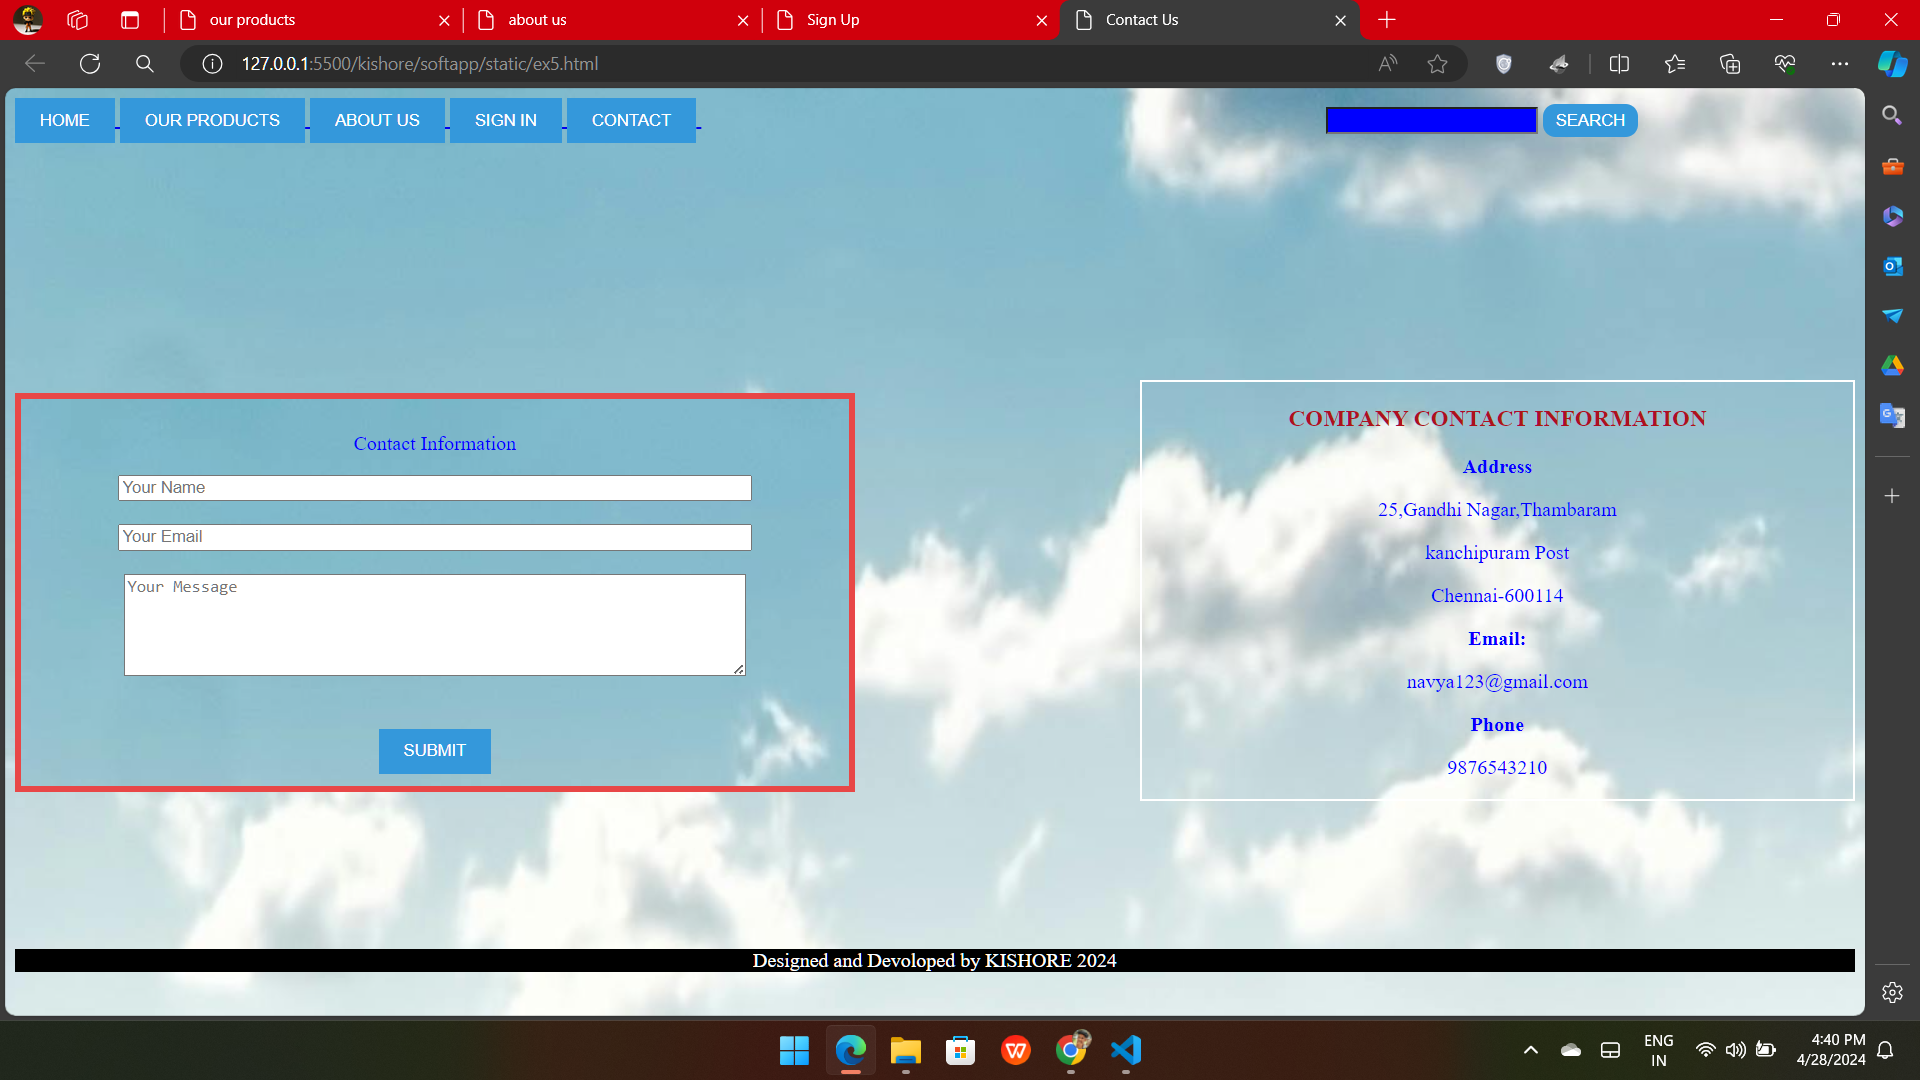 our products
about us
Sign Up
Contact Us
127.0.0.1:5500/kishore/softapp/static/ex5.html
HOME OUR PRODUCTS ABOUT US SIGN IN CONTACT SEARCH
Contact Information
Your Name
Your Email
Your Message
SUBMIT
COMPANY CONTACT INFORMATION
Address
25,Gandhi Nagar,Thambaram
kanchipuram Post
Chennai-600114
Email:
navya123@gmail.com
Phone
9876543210
Designed and Devoloped by KISHORE 2024
ENG
IN
4:40 PM
4/28/2024